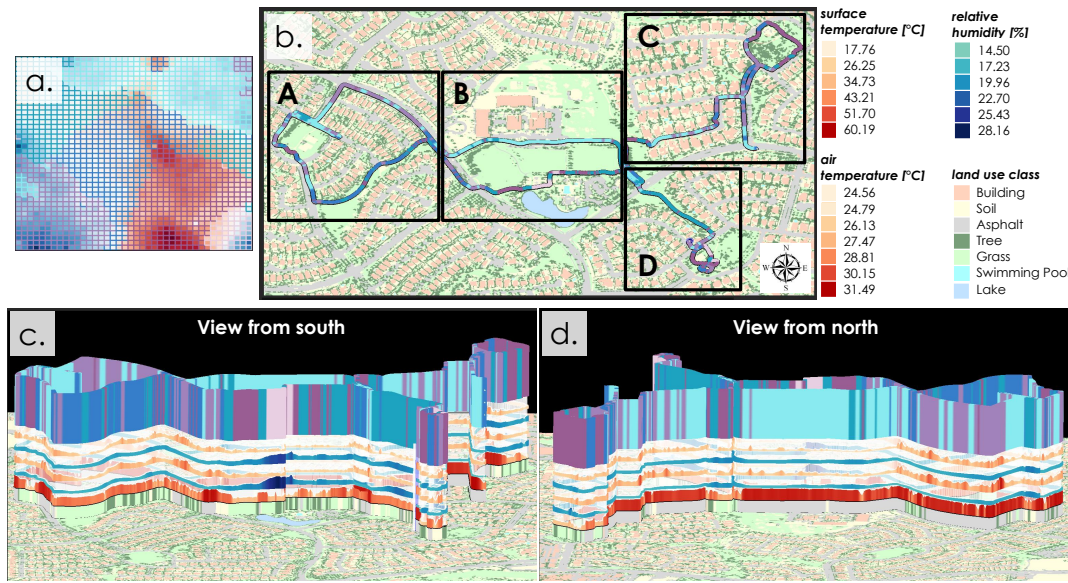 a.
b.
A
B
C
D
N
W E
S
surface
temperature [°C]
17.76
26.25
34.73
43.21
51.70
60.19
relative
humidity [%]
14.50
17.23
19.96
22.70
25.43
28.16
air
temperature [°C]
24.56
24.79
26.13
27.47
28.81
30.15
31.49
land use class
Building
Soil
Asphalt
Tree
Grass
Swimming Pool
Lake
c.
View from south
d.
View from north